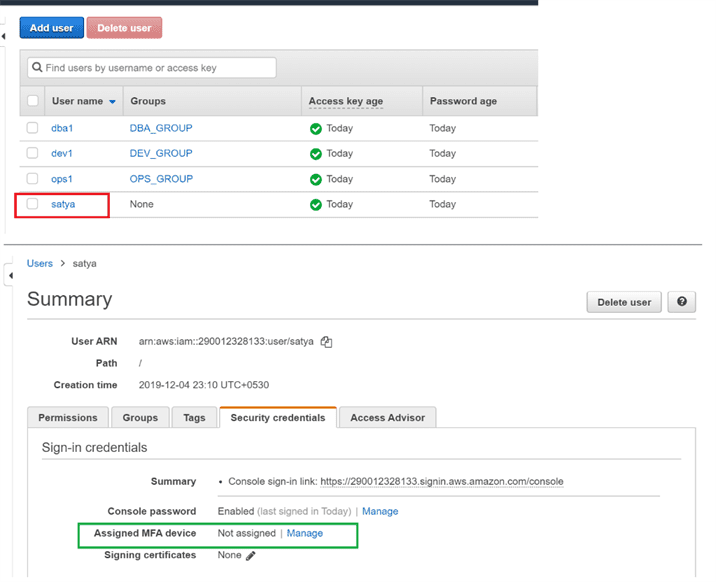 Add user Delete user
Find users by username or access key
User name Groups Access key age Password age
dba1 DBA_GROUP Today Today
dev1 DEV_GROUP Today Today
ops1 OPS_GROUP Today Today
satya None Today Today
Users > satya
Summary Delete user ?
User ARN arn:aws:iam::290012328133:user/satya
Path /
Creation time 2019-12-04 23:10 UTC+0530
Permissions Groups Tags Security credentials Access Advisor
Sign-in credentials
Summary • Console sign-in link: https://290012328133.signin.aws.amazon.com/console
Console password Enabled (last signed in Today) | Manage
Assigned MFA device Not assigned | Manage
Signing certificates None